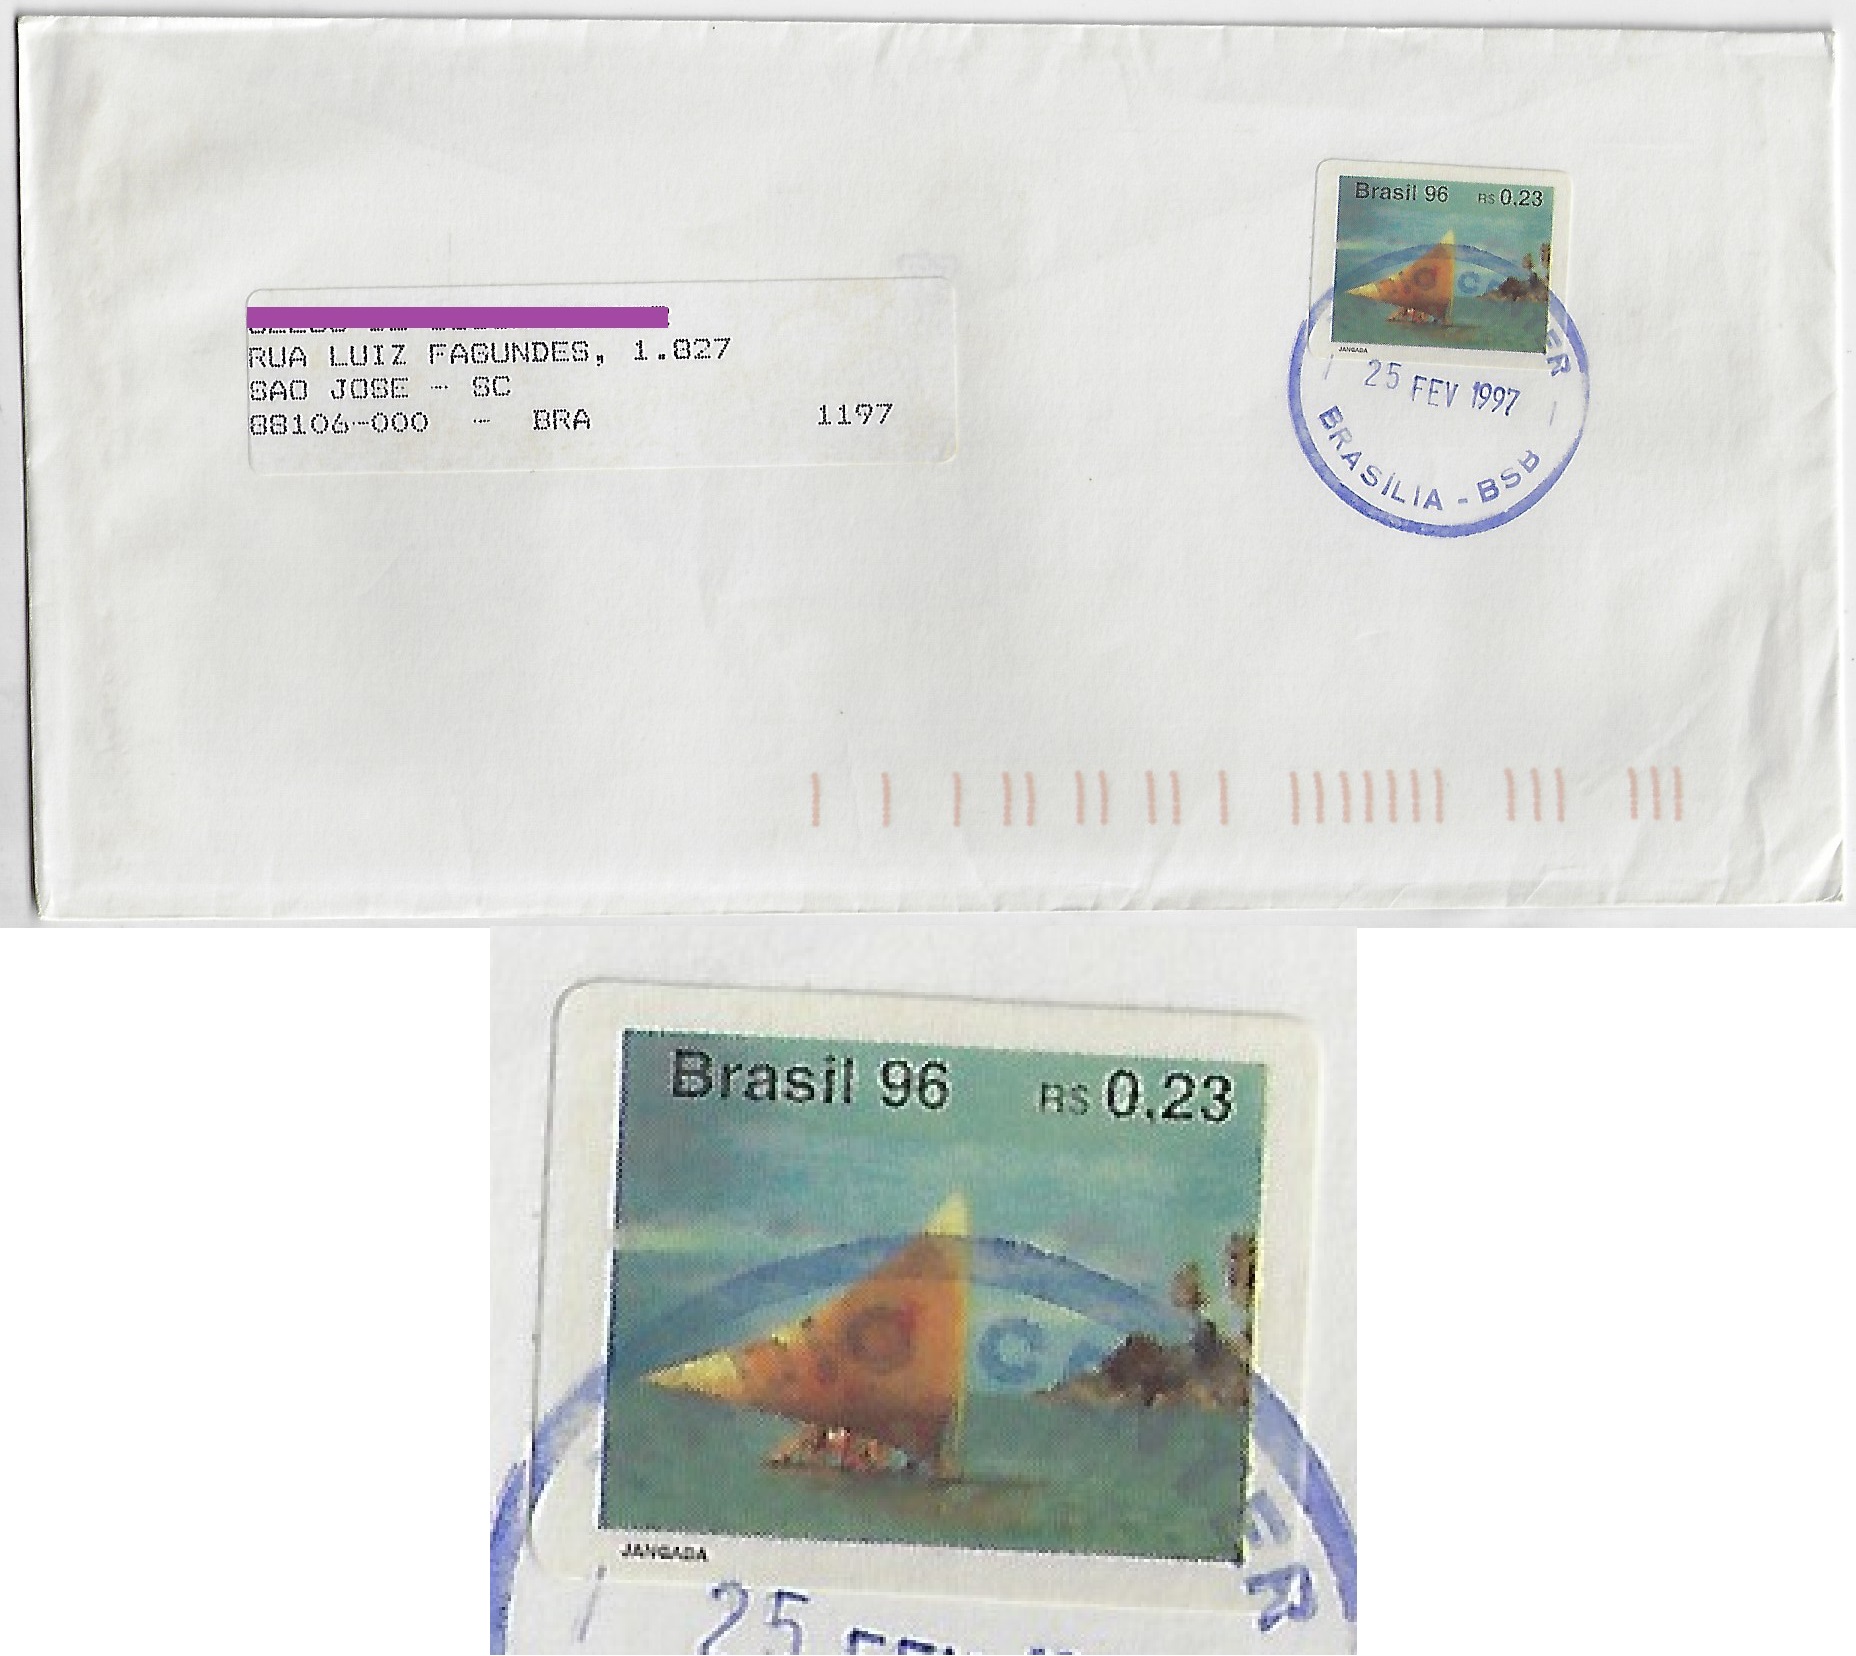 Brasil 96 R$ 0,23
JANGADA
25 FEV 1997
BRASÍLIA - BSB
RUA LUIZ FAGUNDES, 1.827
SAO JOSE - SC
88106-000 - BRA 1197
Brasil 96 R$ 0,23
JANGADA
25